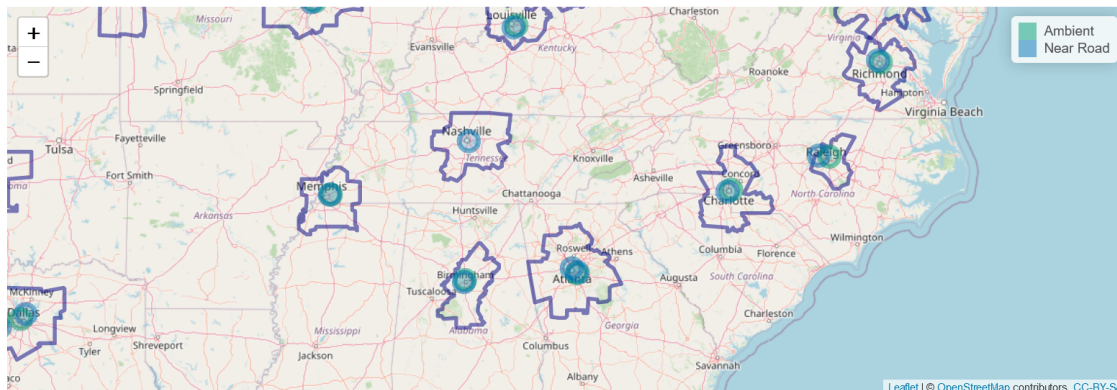 +
−
Ambient
Near Road
Missouri
Louisville
Charleston
Virginia
Evansville
Kentucky
Richmond
Roanoke
Springfield
Hampton
Virginia Beach
Nashville
Fayetteville
Tulsa
Greensboro
Raleigh
Tennessee
Knoxville
Fort Smith
Asheville
Concord
Memphis
Chattanooga
North Carolina
Charlotte
Arkansas
Huntsville
Wilmington
Roswell
Athens
Columbia
Florence
Birmingham
Atlanta
Augusta
South Carolina
Tuscaloosa
McKinney
Dallas
Charleston
Longview
Mississippi
Alabama
Georgia
Tyler
Shreveport
Jackson
Columbus
Savannah
Albany
Leaflet | © OpenStreetMap contributors, CC-BY-S